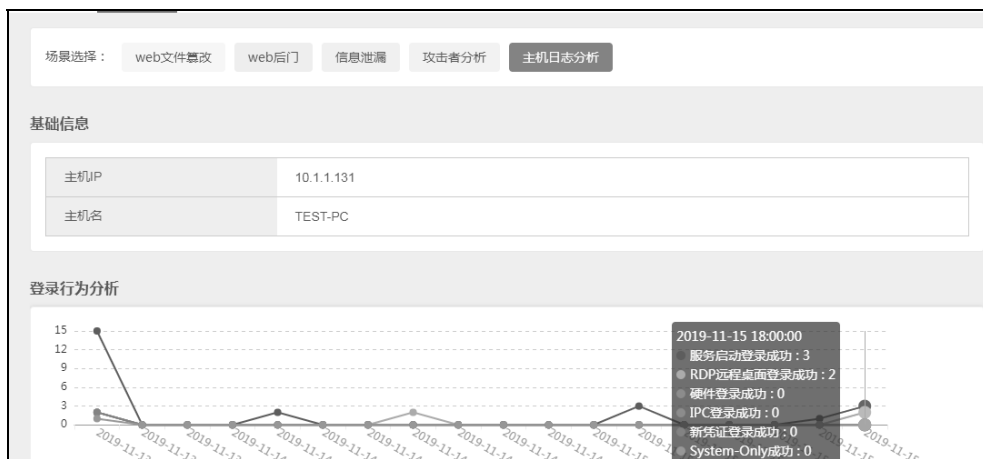 场景选择： web文件篡改 web后门 信息泄漏 攻击者分析 主机日志分析
基础信息
主机IP 10.1.1.131
主机名 TEST-PC
登录行为分析
15
12
9
6
3
0
2019-11-15 18:00:00
服务启动登录成功 : 3
RDP远程桌面登录成功 : 2
硬件登录成功 : 0
IPC登录成功 : 0
新凭证登录成功 : 0
System-Only成功 : 0